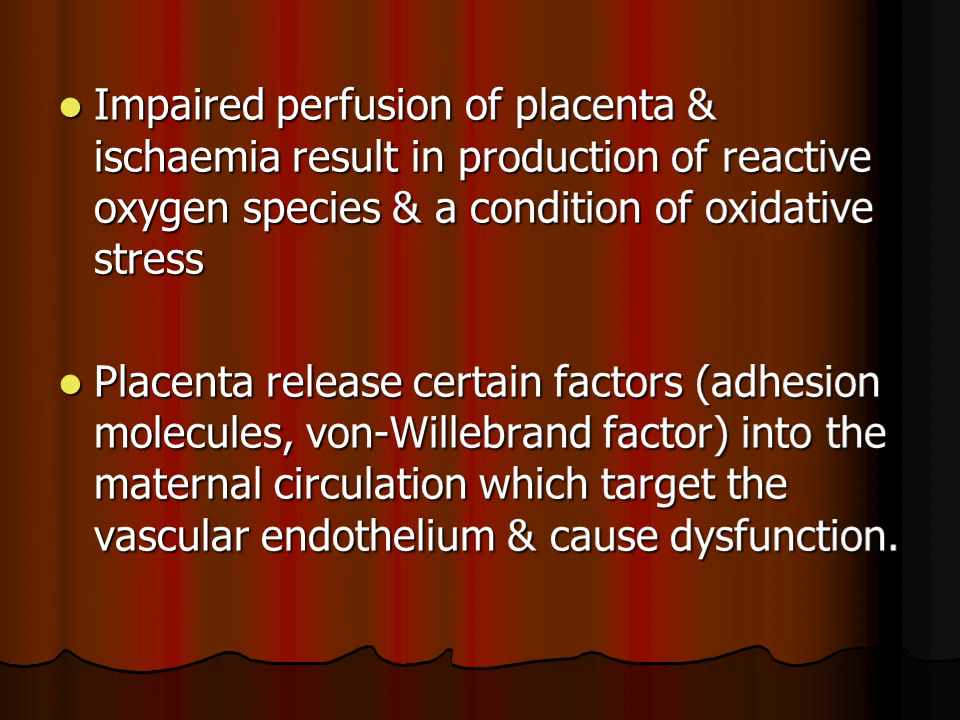 Impaired perfusion of placenta &
ischaemia result in production of reactive
oxygen species & a condition of oxidative
stress
Placenta release certain factors (adhesion
molecules, von-Willebrand factor) into the
maternal circulation which target the
vascular endothelium & cause dysfunction.